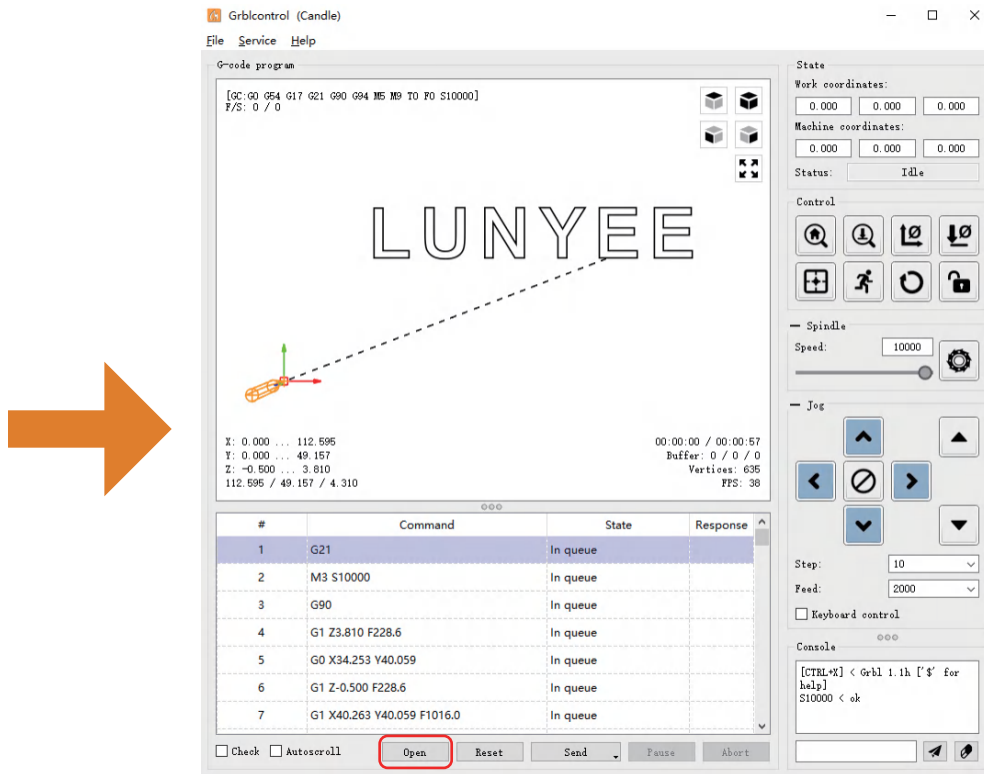 Grblcontrol (Candle)
File Service Help
G-code program
[GC:G0 G54 G17 G21 G90 G94 M5 M9 T0 F0 S10000]
F/S: 0 / 0
LUNYEE
X: 0.000 ... 112.595
Y: 0.000 ... 49.157
Z: -0.500 ... 3.810
112.595 / 49.157 / 4.310
00:00:00 / 00:00:57
Buffer: 0 / 0 / 0
Vertices: 635
FPS: 38
# Command State Response
1 G21 In queue
2 M3 S10000 In queue
3 G90 In queue
4 G1 Z3.810 F228.6 In queue
5 G0 X34.253 Y40.059 In queue
6 G1 Z-0.500 F228.6 In queue
7 G1 X40.263 Y40.059 F1016.0 In queue
Check Autoscroll Open Reset Send Pause Abort
State
Work coordinates:
0.000 0.000 0.000
Machine coordinates:
0.000 0.000 0.000
Status: Idle
Control
Spindle
Speed: 10000
Jog
Step: 10
Feed: 2000
Keyboard control
Console
[CTRL+X] < Grbl 1.1h ['$' for
help]
S10000 < ok